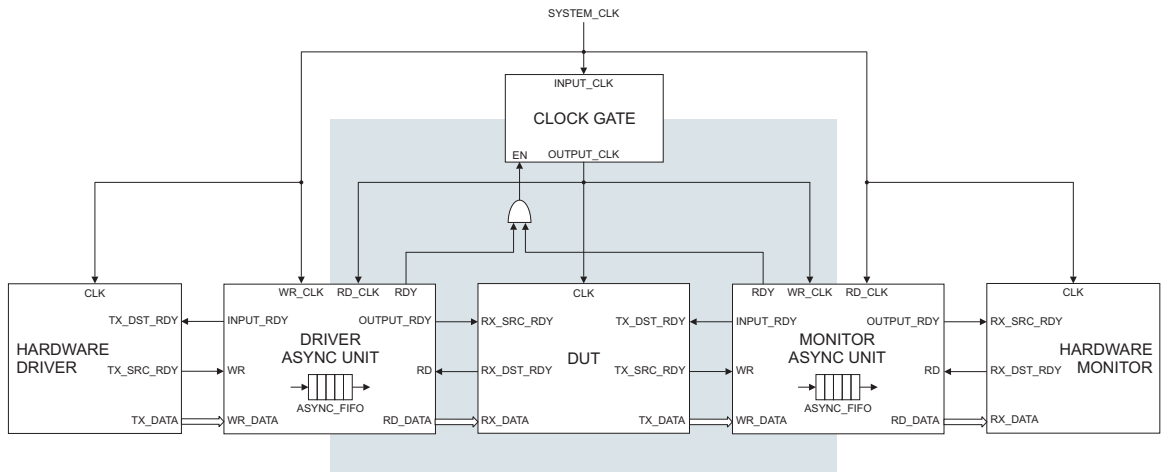 SYSTEM_CLK
INPUT_CLK
CLOCK GATE
EN
OUTPUT_CLK
CLK
TX_DST_RDY
HARDWARE
DRIVER
TX_SRC_RDY
TX_DATA
WR_CLK
RD_CLK
RDY
INPUT_RDY
OUTPUT_RDY
DRIVER
ASYNC UNIT
WR
RD
ASYNC_FIFO
WR_DATA
RD_DATA
CLK
RX_SRC_RDY
TX_DST_RDY
DUT
RX_DST_RDY
TX_SRC_RDY
RX_DATA
TX_DATA
RDY
WR_CLK
RD_CLK
INPUT_RDY
OUTPUT_RDY
MONITOR
ASYNC UNIT
WR
RD
ASYNC_FIFO
WR_DATA
RD_DATA
CLK
RX_SRC_RDY
HARDWARE
MONITOR
RX_DST_RDY
RX_DATA